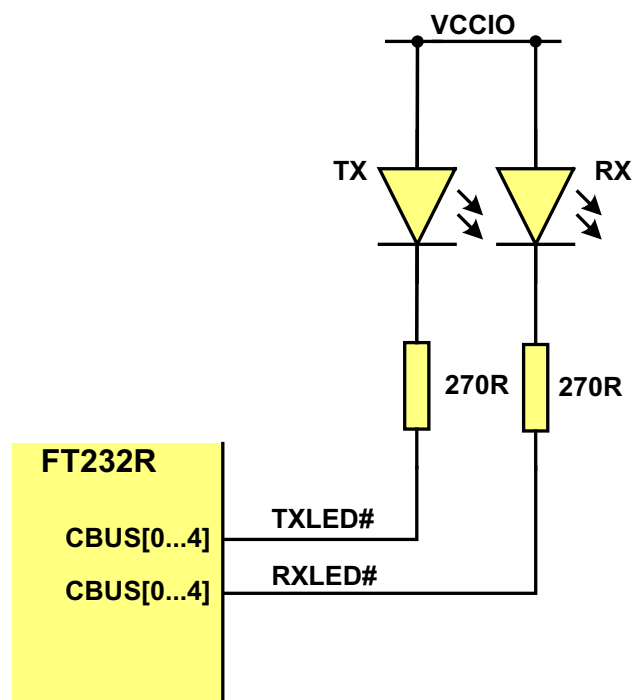 VCCIO
TX
RX
270R
270R
FT232R
TXLED#
CBUS[0...4]
RXLED#
CBUS[0...4]